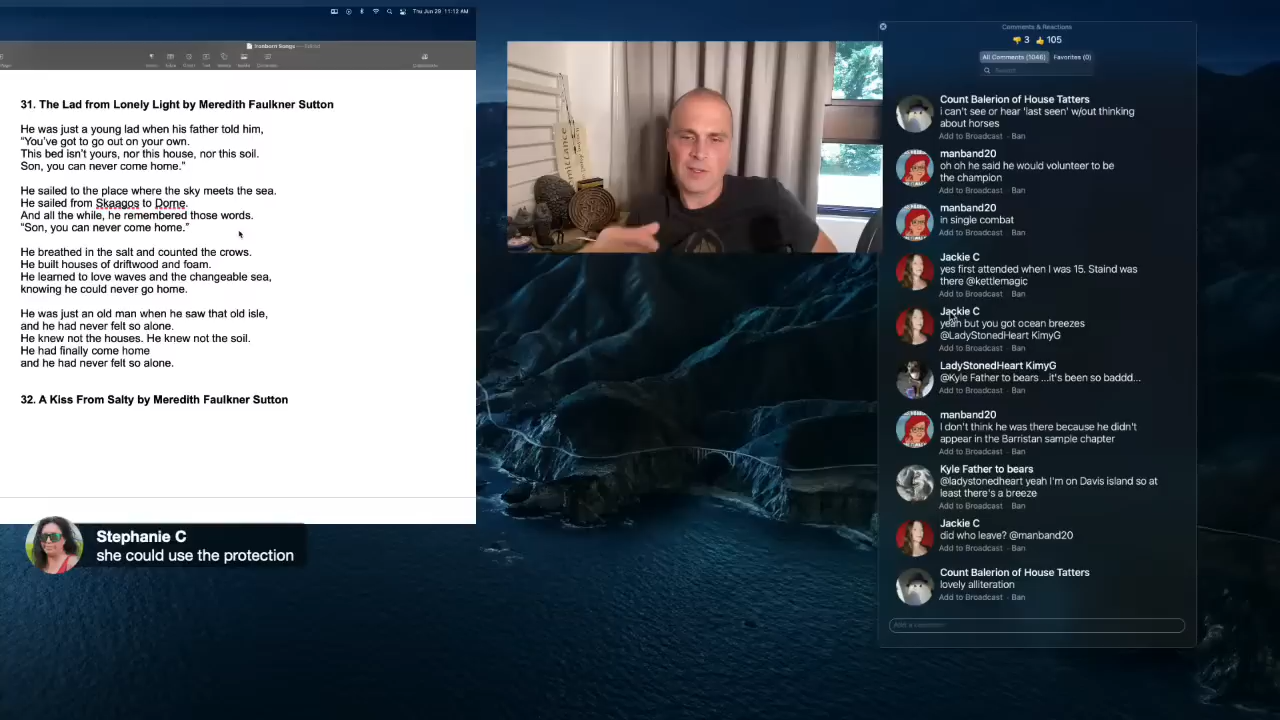 Thu Jun 29 11:12 AM
Ironborn Songs — Edited
31. The Lad from Lonely Light by Meredith Faulkner Sutton
He was just a young lad when his father told him,
"You've got to go out on your own.
This bed isn't yours, nor this house, nor this soil.
Son, you can never come home."
He sailed to the place where the sky meets the sea.
He sailed from Skaagos to Dorne.
And all the while, he remembered those words.
"Son, you can never come home."
He breathed in the salt and counted the crows.
He built houses of driftwood and foam.
He learned to love waves and the changeable sea,
knowing he could never go home.
He was just an old man when he saw that old isle,
and he had never felt so alone.
He knew not the houses. He knew not the soil.
He had finally come home
and he had never felt so alone.
32. A Kiss From Salty by Meredith Faulkner Sutton
Stephanie C
she could use the protection
Comments & Reactions
3 105
All Comments (1046) Favorites (0)
Search
Count Balerion of House Tatters
i can't see or hear 'last seen' w/out thinking
about horses
Add to Broadcast · Ban
manband20
oh oh he said he would volunteer to be
the champion
Add to Broadcast · Ban
manband20
in single combat
Add to Broadcast · Ban
Jackie C
yes first attended when I was 15. Staind was
there @kettlemagic
Add to Broadcast · Ban
Jackie C
yeah but you got ocean breezes
@LadyStonedHeart KimyG
Add to Broadcast · Ban
LadyStonedHeart KimyG
@Kyle Father to bears ...it's been so baddd...
Add to Broadcast · Ban
manband20
I don't think he was there because he didn't
appear in the Barristan sample chapter
Add to Broadcast · Ban
Kyle Father to bears
@ladystonedheart yeah I'm on Davis island so at
least there's a breeze
Add to Broadcast · Ban
Jackie C
did who leave? @manband20
Add to Broadcast · Ban
Count Balerion of House Tatters
lovely alliteration
Add to Broadcast · Ban
Add a comment